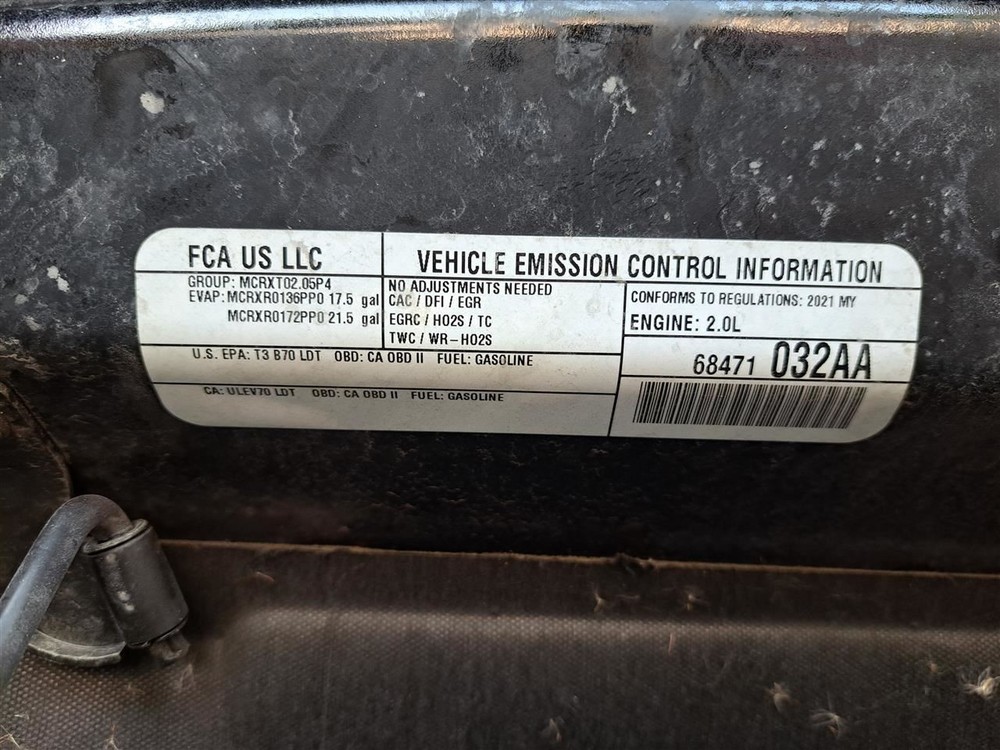 FCA US LLC
GROUP: MCRXT02.05P4
EVAP: MCRXR0136PP0 17.5 gal
MCRXR0172PP0 21.5 gal
VEHICLE EMISSION CONTROL INFORMATION
NO ADJUSTMENTS NEEDED
CAC / DFI / EGR
EGRC / HO2S / TC
TWC / WR-HO2S
CONFORMS TO REGULATIONS: 2021 MY
ENGINE: 2.0L
U.S. EPA: T3 B70 LDT OBD: CA OBD II FUEL: GASOLINE
CA: ULEV70 LDT OBD: CA OBD II FUEL: GASOLINE
68471 032AA